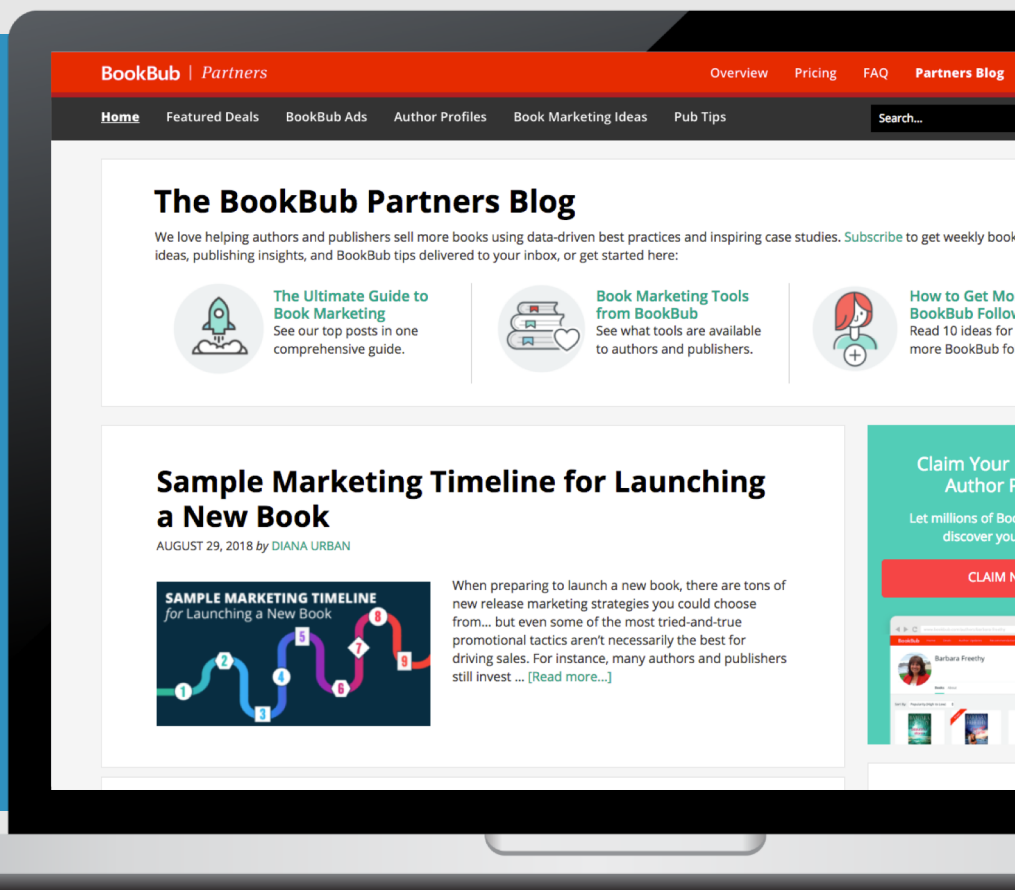 BookBub | Partners
Overview Pricing FAQ Partners Blog
Home Featured Deals BookBub Ads Author Profiles Book Marketing Ideas Pub Tips Search...
The BookBub Partners Blog
We love helping authors and publishers sell more books using data-driven best practices and inspiring case studies. Subscribe to get weekly book
ideas, publishing insights, and BookBub tips delivered to your inbox, or get started here:
The Ultimate Guide to
Book Marketing
See our top posts in one
comprehensive guide.
Book Marketing Tools
from BookBub
See what tools are available
to authors and publishers.
How to Get Mo
BookBub Follow
Read 10 ideas for
more BookBub fo
Sample Marketing Timeline for Launching
a New Book
AUGUST 29, 2018 by DIANA URBAN
SAMPLE MARKETING TIMELINE
for Launching a New Book
1
2
3
4
5
6
7
8
9
When preparing to launch a new book, there are tons of
new release marketing strategies you could choose
from... but even some of the most tried-and-true
promotional tactics aren't necessarily the best for
driving sales. For instance, many authors and publishers
still invest ... [Read more...]
Claim Your
Author P
Let millions of Boo
discover you
CLAIM N
BookBub
Barbara Freethy